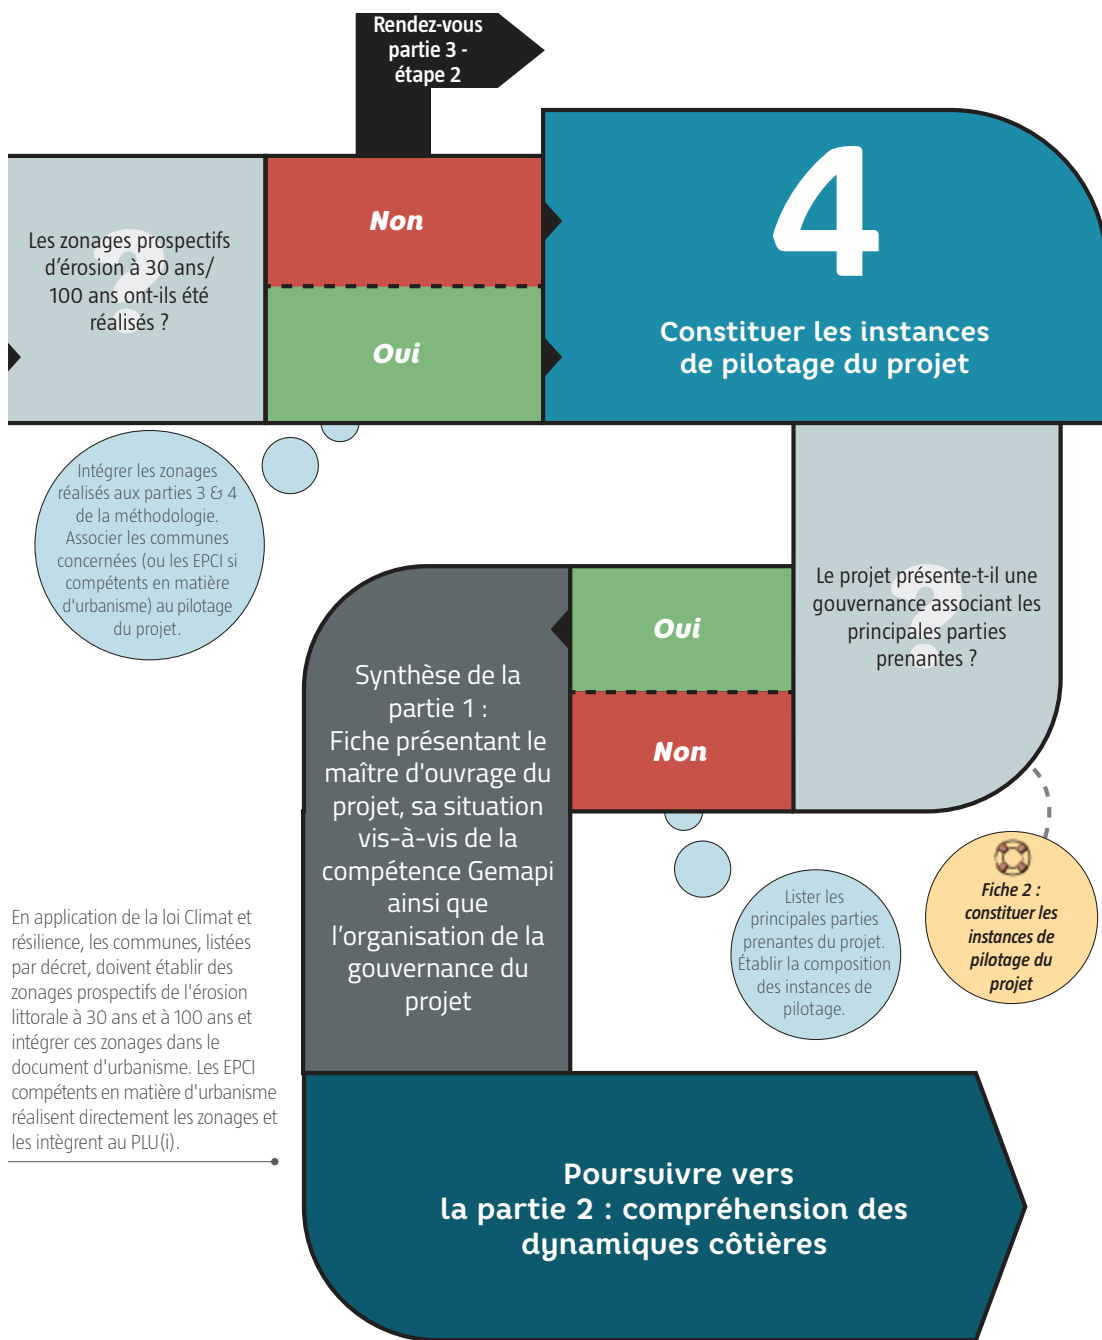 Rendez-vous
partie 3 -
étape 2
Les zonages prospectifs
d'érosion à 30 ans/
100 ans ont-ils été
réalisés ?
?
Non
Oui
4
Constituer les instances
de pilotage du projet
Intégrer les zonages
réalisés aux parties 3 & 4
de la méthodologie.
Associer les communes
concernées (ou les EPCI si
compétents en matière
d'urbanisme) au pilotage
du projet.
Le projet présente-t-il une
gouvernance associant les
principales parties
prenantes ?
?
Oui
Non
Synthèse de la
partie 1 :
Fiche présentant le
maître d'ouvrage du
projet, sa situation
vis-à-vis de la
compétence Gemapi
ainsi que
l’organisation de la
gouvernance du
projet
Lister les
principales parties
prenantes du projet.
Établir la composition
des instances de
pilotage.
Fiche 2 :
constituer les
instances de
pilotage du
projet
En application de la loi Climat et
résilience, les communes, listées
par décret, doivent établir des
zonages prospectifs de l'érosion
littorale à 30 ans et à 100 ans et
intégrer ces zonages dans le
document d'urbanisme. Les EPCI
compétents en matière d'urbanisme
réalisent directement les zonages et
les intègrent au PLU(i).
Poursuivre vers
la partie 2 : compréhension des
dynamiques côtières